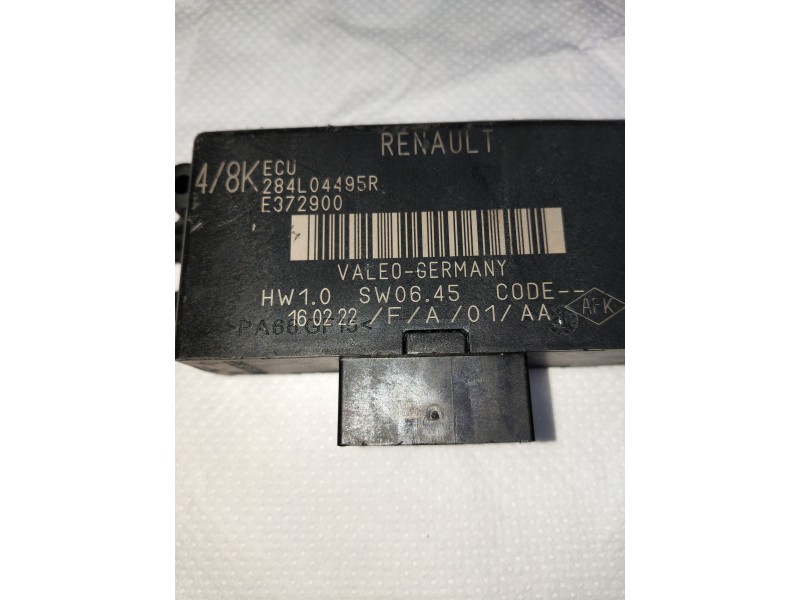 RENAULT
4/8K ECU
284L04495R
E372900
VALEO-GERMANY
HW1.0 SW06.45 CODE--
16.02.22 /F/A/01/AA AFK
>PA66GF15<